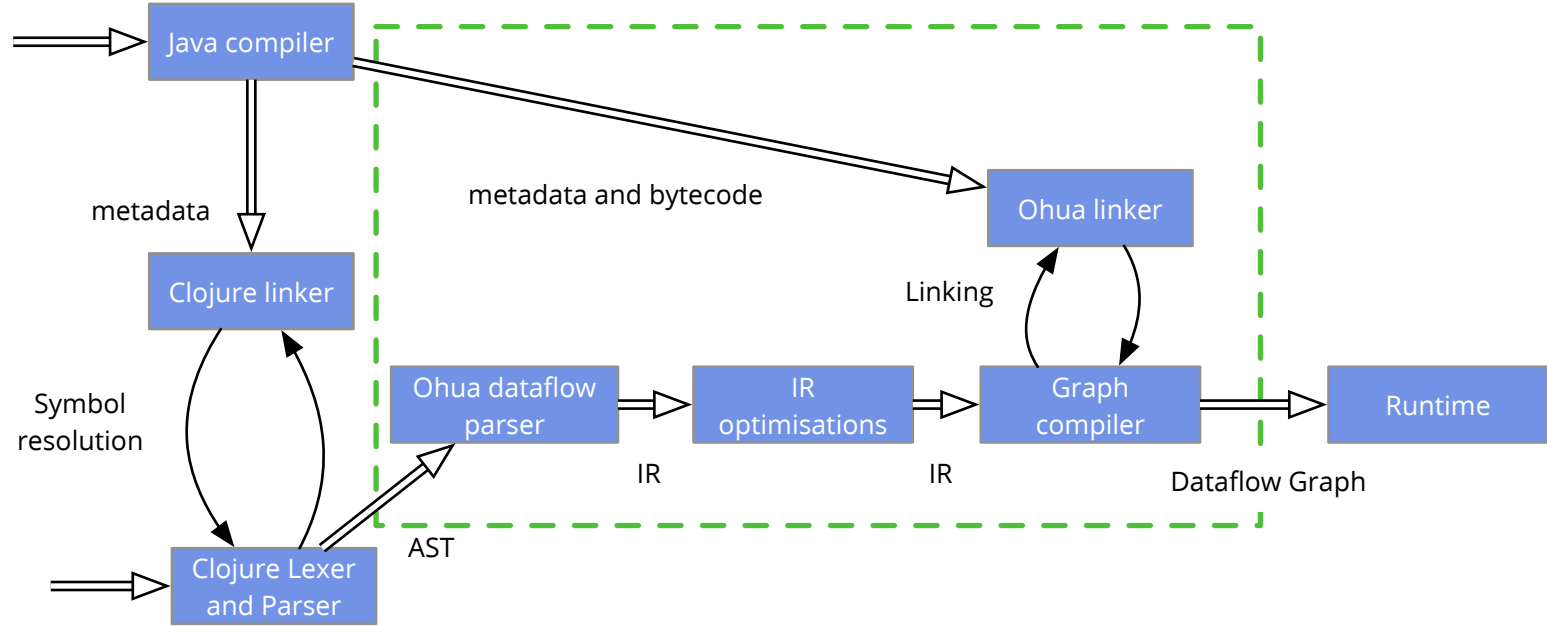 Java compiler
metadata and bytecode
metadata
Ohua linker
Clojure linker
Linking
Symbol
resolution
Ohua dataflow
parser
IR
optimisations
Graph
compiler
Runtime
IR
IR
Dataflow Graph
AST
Clojure Lexer
and Parser